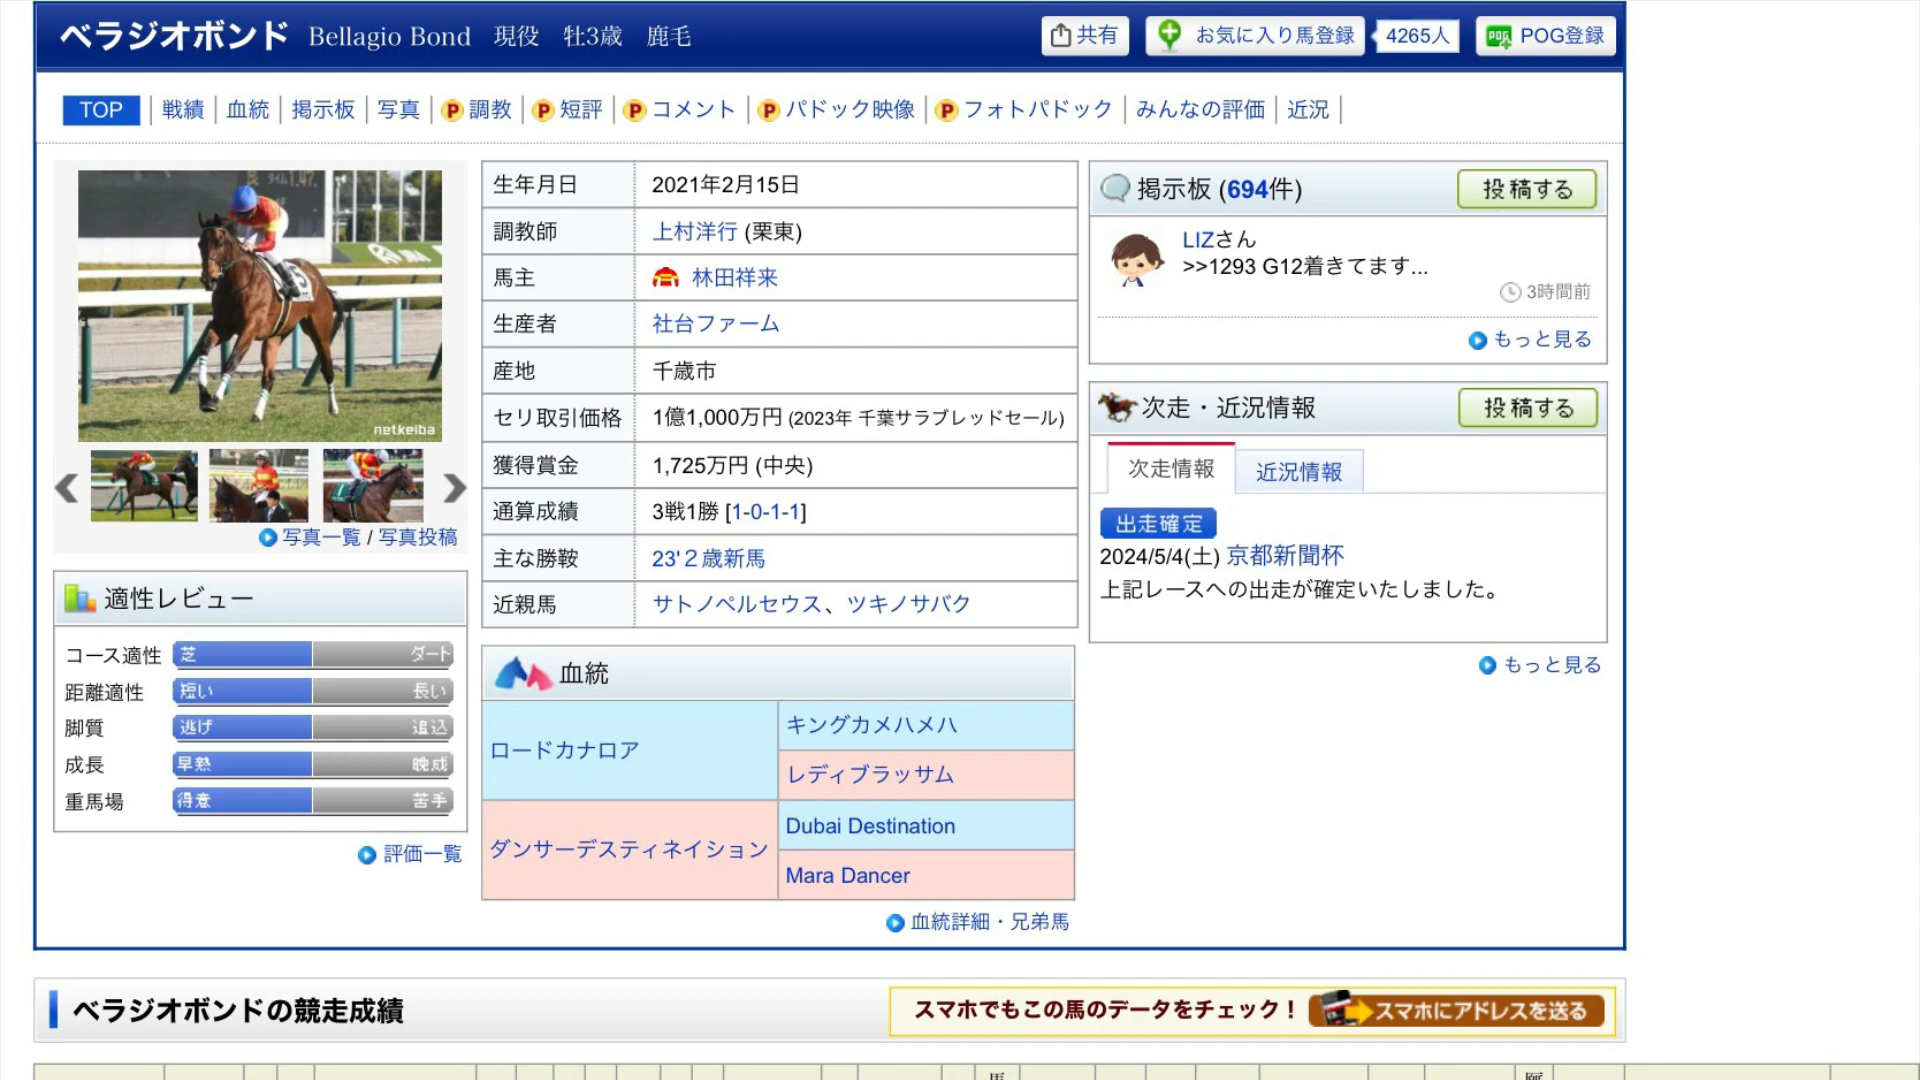 ベラジオボンド Bellagio Bond 現役 牡3歳 鹿毛
共有 お気に入り馬登録 4265人 POG登録
TOP 戦績 血統 掲示板 写真 P調教 P短評 Pコメント Pパドック映像 Pフォトパドック みんなの評価 近況
netkeiba
写真一覧 / 写真投稿
適性レビュー
コース適性 芝 ダート
距離適性 短い 長い
脚質 逃げ 追込
成長 早熟 晩成
重馬場 得意 苦手
評価一覧
生年月日 2021年2月15日
調教師 上村洋行 (栗東)
馬主 林田祥来
生産者 社台ファーム
産地 千歳市
セリ取引価格 1億1,000万円 (2023年 千葉サラブレッドセール)
獲得賞金 1,725万円 (中央)
通算成績 3戦1勝 [1-0-1-1]
主な勝鞍 23'２歳新馬
近親馬 サトノペルセウス、ツキノサバク
血統
ロードカナロア
キングカメハメハ
レディブラッサム
ダンサーデスティネイション
Dubai Destination
Mara Dancer
血統詳細・兄弟馬
掲示板 (694件) 投稿する
LIZさん
>>1293 G12着きてます...
3時間前
もっと見る
次走・近況情報 投稿する
次走情報 近況情報
出走確定
2024/5/4(土) 京都新聞杯
上記レースへの出走が確定いたしました。
もっと見る
ベラジオボンドの競走成績
スマホでもこの馬のデータをチェック！ スマホにアドレスを送る